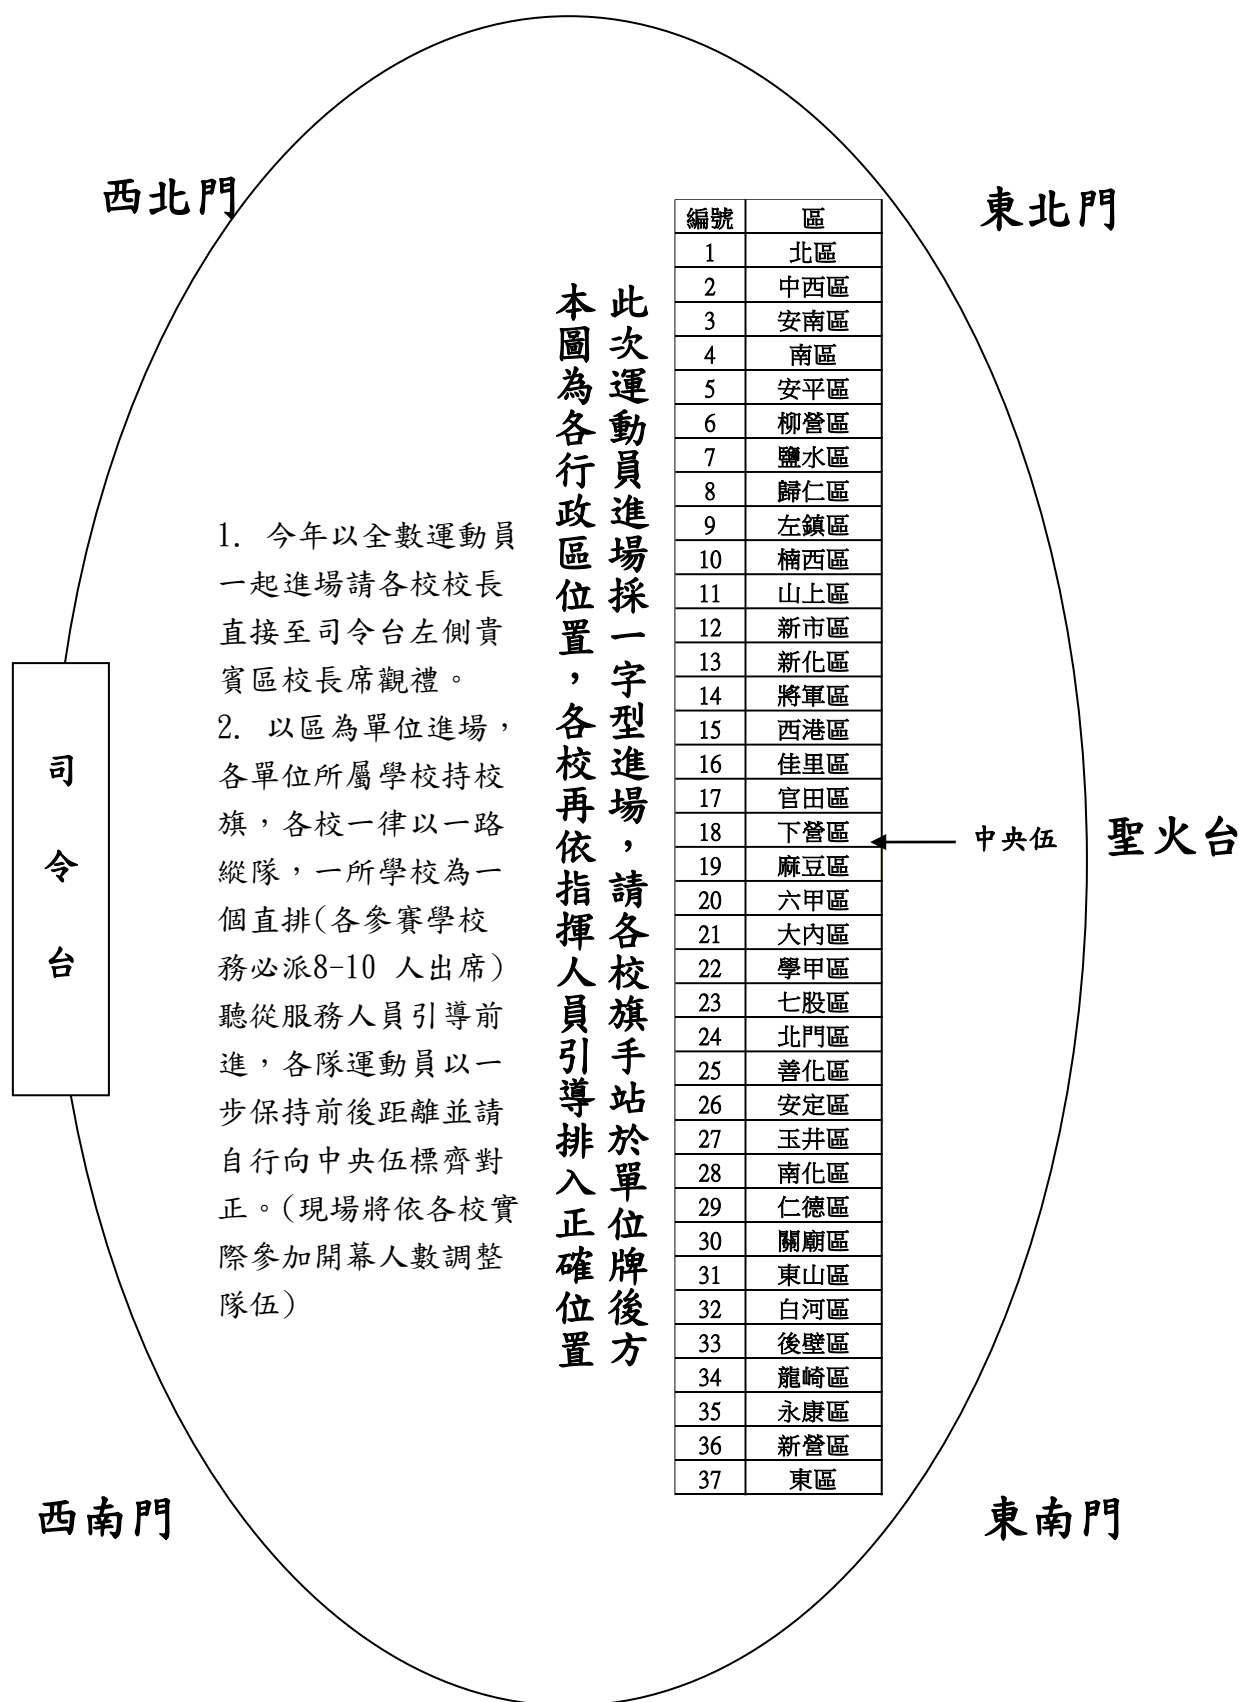 西北門
東北門
編號 區
1 北區
2 中西區
3 安南區
4 南區
5 安平區
6 柳營區
7 鹽水區
8 歸仁區
9 左鎮區
10 楠西區
11 山上區
12 新市區
13 新化區
14 將軍區
15 西港區
16 佳里區
17 官田區
18 下營區
19 麻豆區
20 六甲區
21 大內區
22 學甲區
23 七股區
24 北門區
25 善化區
26 安定區
27 玉井區
28 南化區
29 仁德區
30 關廟區
31 東山區
32 白河區
33 後壁區
34 龍崎區
35 永康區
36 新營區
37 東區
此次運動員進場採一字型進場，請各校旗手站於單位牌後方
本圖為各行政區位置，各校再依指揮人員引導排入正確位置
1. 今年以全數運動員
一起進場請各校校長
直接至司令台左側貴
賓區校長席觀禮。
2. 以區為單位進場，
各單位所屬學校持校
旗，各校一律以一路
縱隊，一所學校為一
個直排(各參賽學校
務必派8-10 人出席)
聽從服務人員引導前
進，各隊運動員以一
步保持前後距離並請
自行向中央伍標齊對
正。(現場將依各校實
際參加開幕人數調整
隊伍)
司令台
中央伍
聖火台
西南門
東南門